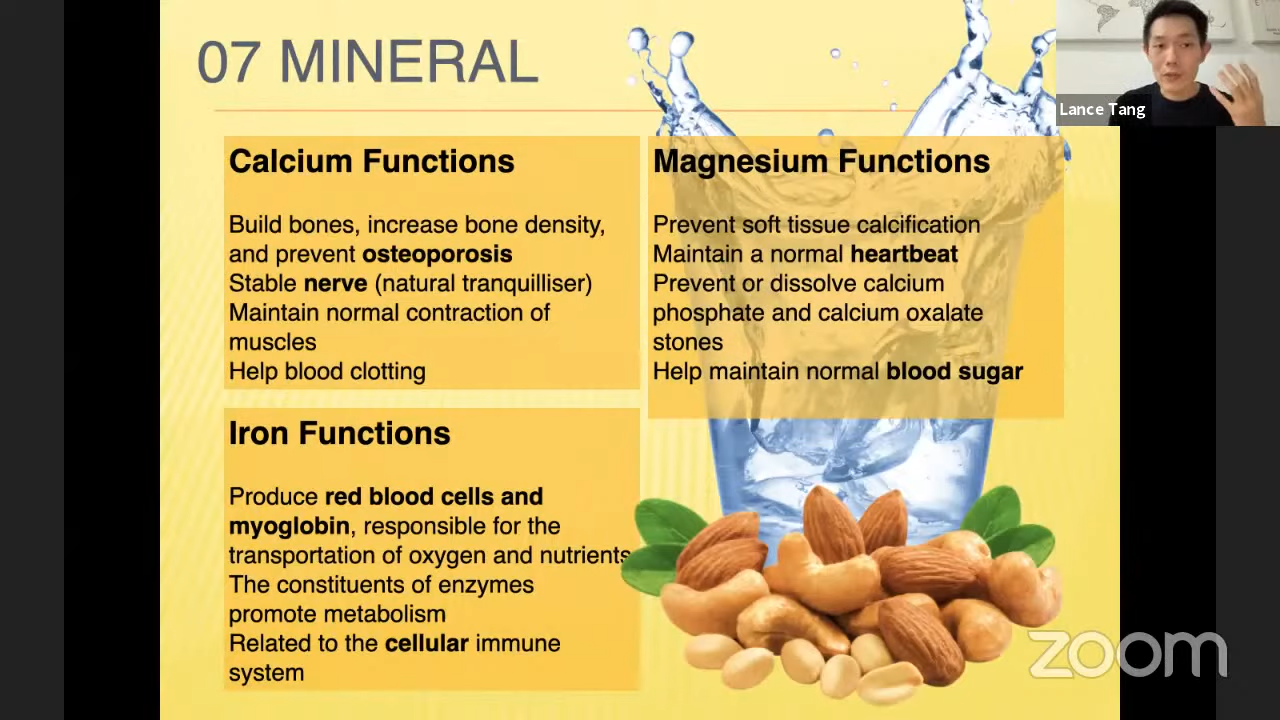 07 MINERAL
Lance Tang
Calcium Functions
Build bones, increase bone density,
and prevent osteoporosis
Stable nerve (natural tranquilliser)
Maintain normal contraction of
muscles
Help blood clotting
Magnesium Functions
Prevent soft tissue calcification
Maintain a normal heartbeat
Prevent or dissolve calcium
phosphate and calcium oxalate
stones
Help maintain normal blood sugar
Iron Functions
Produce red blood cells and
myoglobin, responsible for the
transportation of oxygen and nutrients
The constituents of enzymes
promote metabolism
Related to the cellular immune
system
zoom